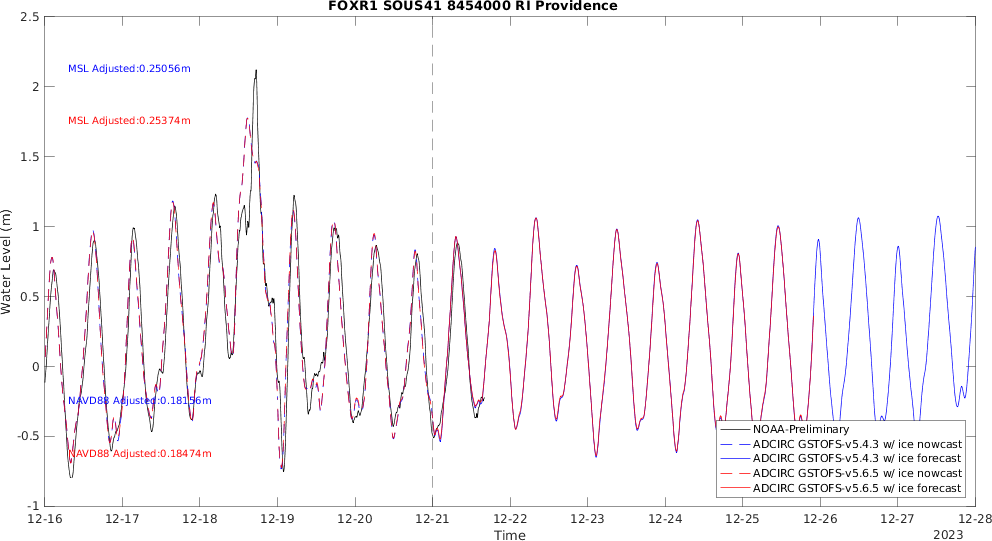 FOXR1 SOUS41 8454000 RI Providence
2.5
2
1.5
1
0.5
0
-0.5
-1
Water Level (m)
MSL Adjusted:0.25056m
MSL Adjusted:0.25374m
NAVD88 Adjusted:0.18156m
NAVD88 Adjusted:0.18474m
NOAA-Preliminary
ADCIRC GSTOFS-v5.4.3 w/ ice nowcast
ADCIRC GSTOFS-v5.4.3 w/ ice forecast
ADCIRC GSTOFS-v5.6.5 w/ ice nowcast
ADCIRC GSTOFS-v5.6.5 w/ ice forecast
12-16 12-17 12-18 12-19 12-20 12-21 12-22 12-23 12-24 12-25 12-26 12-27 12-28
Time
2023